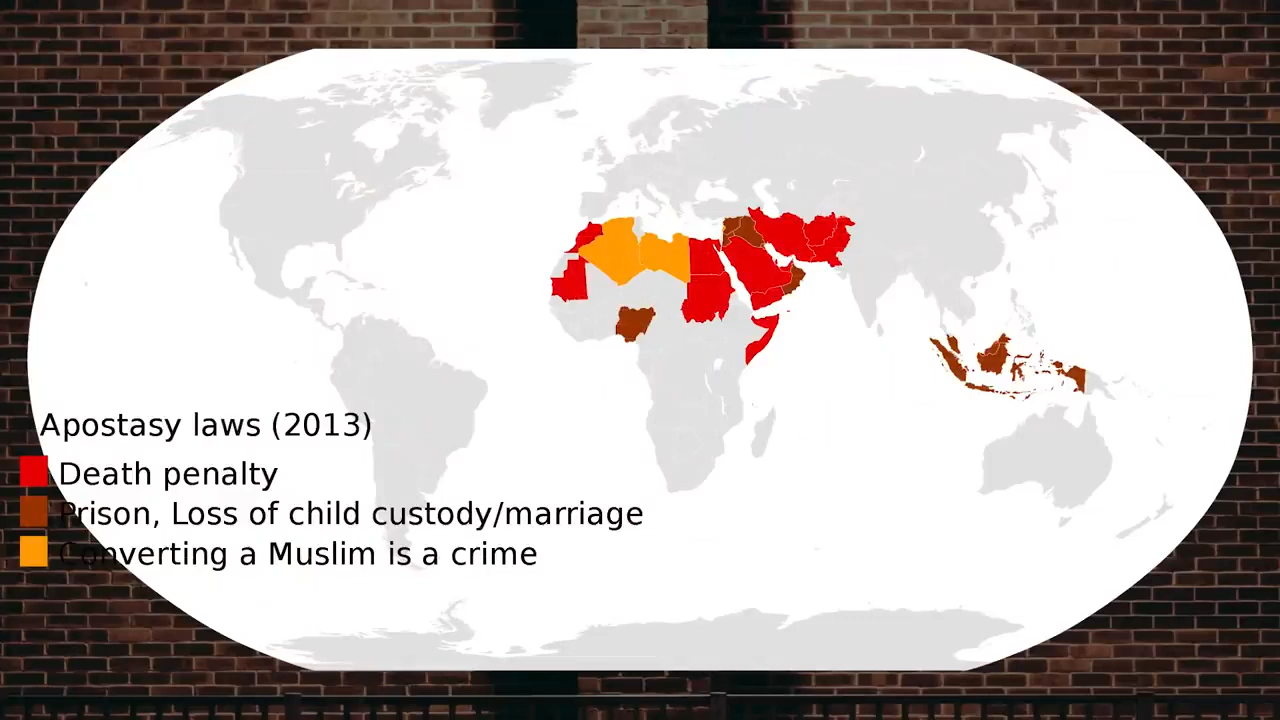 Apostasy laws (2013)
Death penalty
Prison, Loss of child custody/marriage
Converting a Muslim is a crime